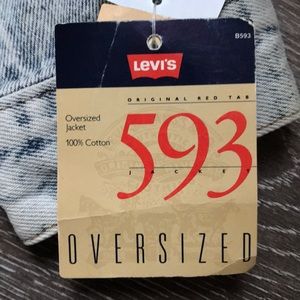 B593
LEVI'S
ORIGINAL RED TAB
Oversized
Jacket
100% Cotton
593
JACKET
OVERSIZED